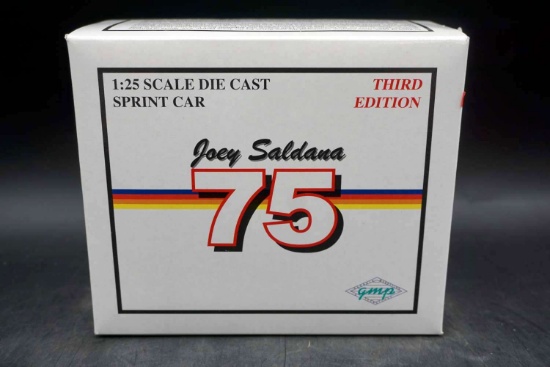 1:25 SCALE DIE CAST
SPRINT CAR
THIRD
EDITION
Joey Saldana
75
gmp